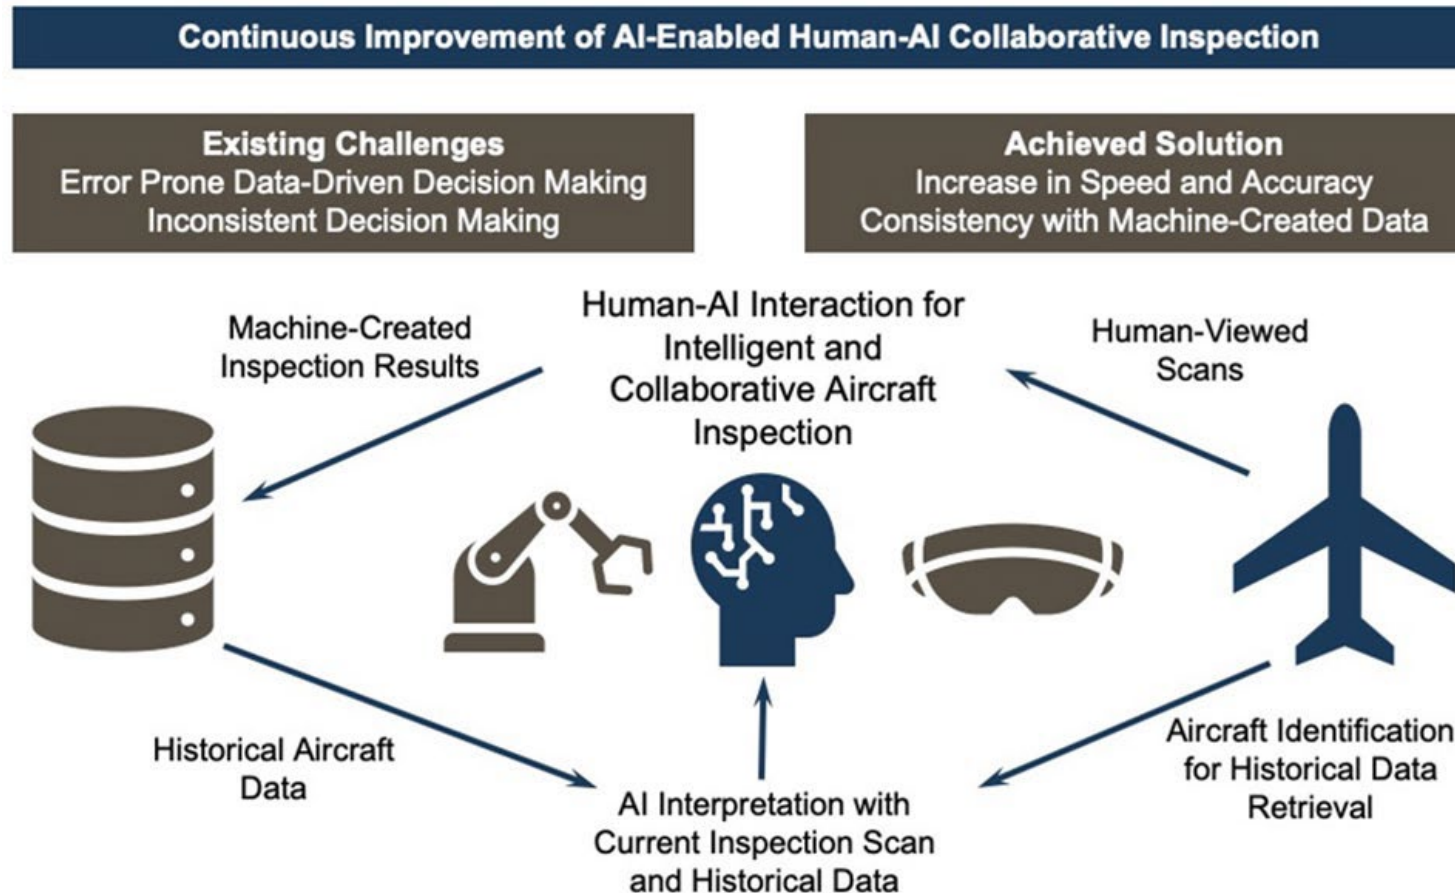 Continuous Improvement of AI-Enabled Human-AI Collaborative Inspection
Existing Challenges
Error Prone Data-Driven Decision Making
Inconsistent Decision Making
Achieved Solution
Increase in Speed and Accuracy
Consistency with Machine-Created Data
Machine-Created
Inspection Results
Human-AI Interaction for
Intelligent and
Collaborative Aircraft
Inspection
Human-Viewed
Scans
Historical Aircraft
Data
AI Interpretation with
Current Inspection Scan
and Historical Data
Aircraft Identification
for Historical Data
Retrieval